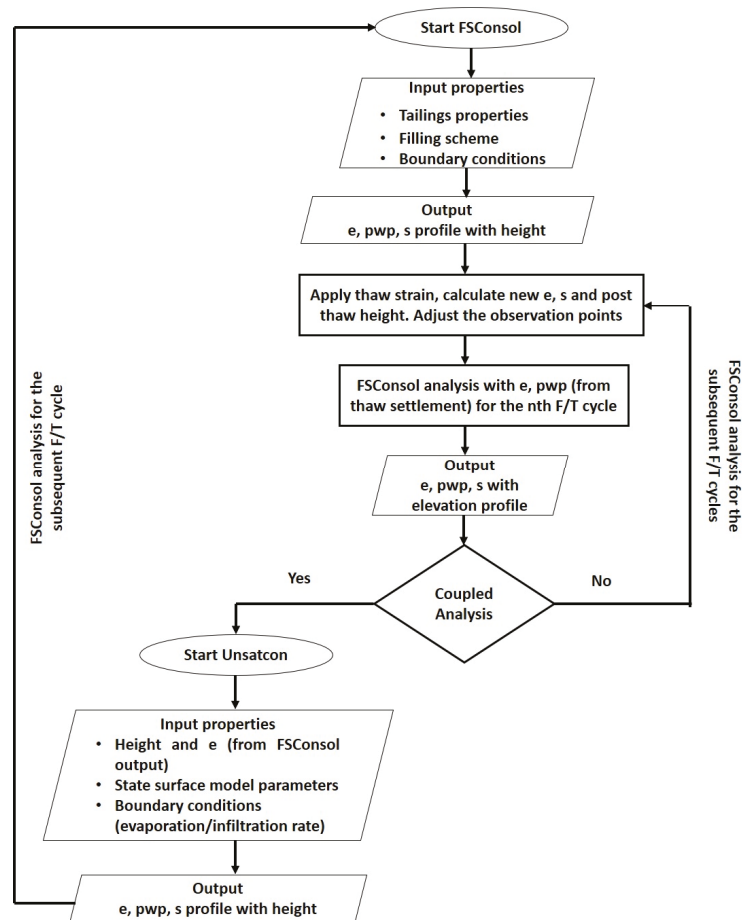 Start FSConsol
Input properties
• Tailings properties
• Filling scheme
• Boundary conditions
Output
e, pwp, s profile with height
Apply thaw strain, calculate new e, s and post
thaw height. Adjust the observation points
FSConsol analysis with e, pwp (from
thaw settlement) for the nth F/T cycle
Output
e, pwp, s with
elevation profile
Coupled
Analysis
Yes
No
FSConsol analysis for the
subsequent F/T cycles
FSConsol analysis for the
subsequent F/T cycle
Start Unsatcon
Input properties
• Height and e (from FSConsol
output)
• State surface model parameters
• Boundary conditions
(evaporation/infiltration rate)
Output
e, pwp, s profile with height